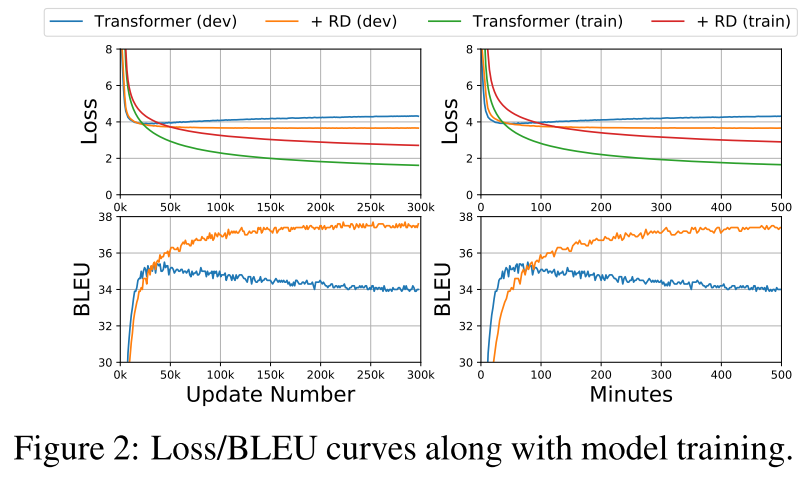 Transformer (dev) + RD (dev) Transformer (train) + RD (train)
Loss
8
6
4
2
0
0k 50k 100k 150k 200k 250k 300k
Loss
8
6
4
2
0
0 100 200 300 400 500
BLEU
38
36
34
32
30
0k 50k 100k 150k 200k 250k 300k
Update Number
BLEU
38
36
34
32
30
0 100 200 300 400 500
Minutes
Figure 2: Loss/BLEU curves along with model training.